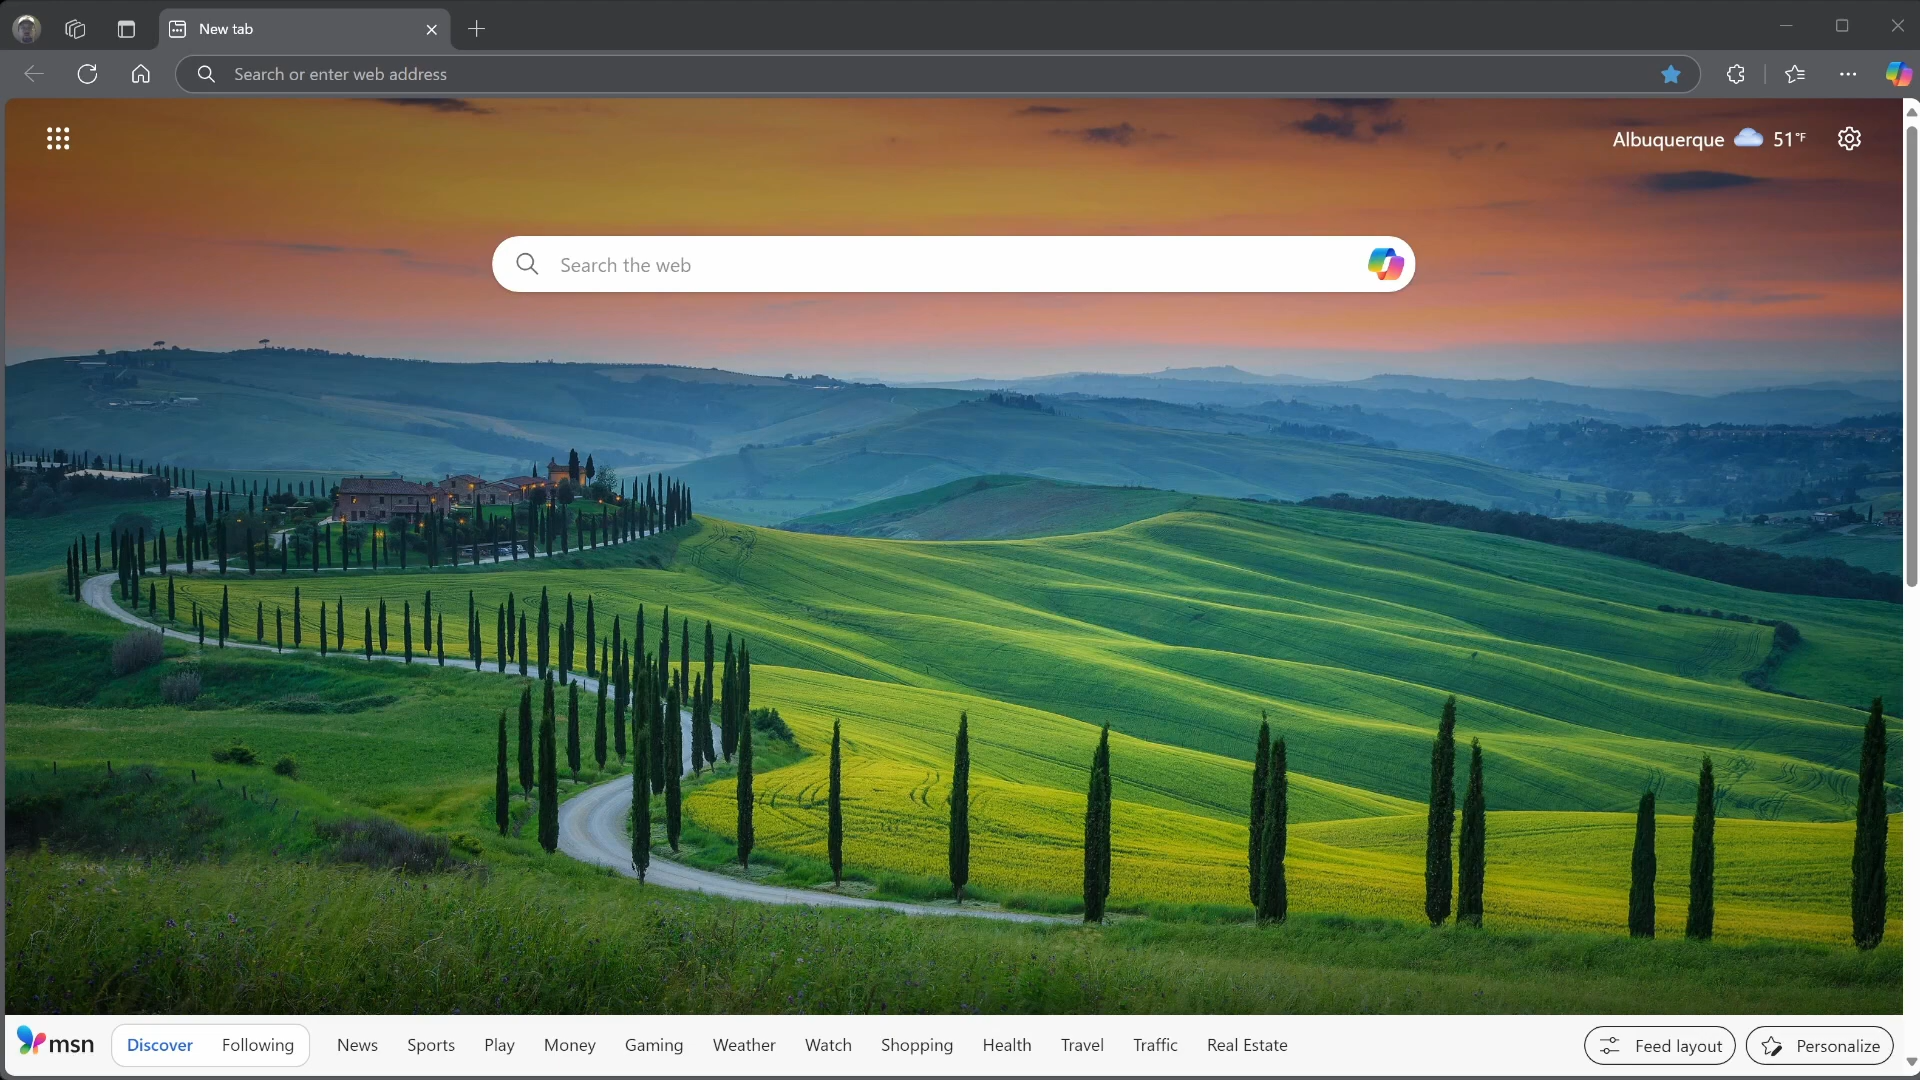 New tab
Search or enter web address
Albuquerque 51°F
Search the web
msn Discover Following News Sports Play Money Gaming Weather Watch Shopping Health Travel Traffic Real Estate Feed layout Personalize